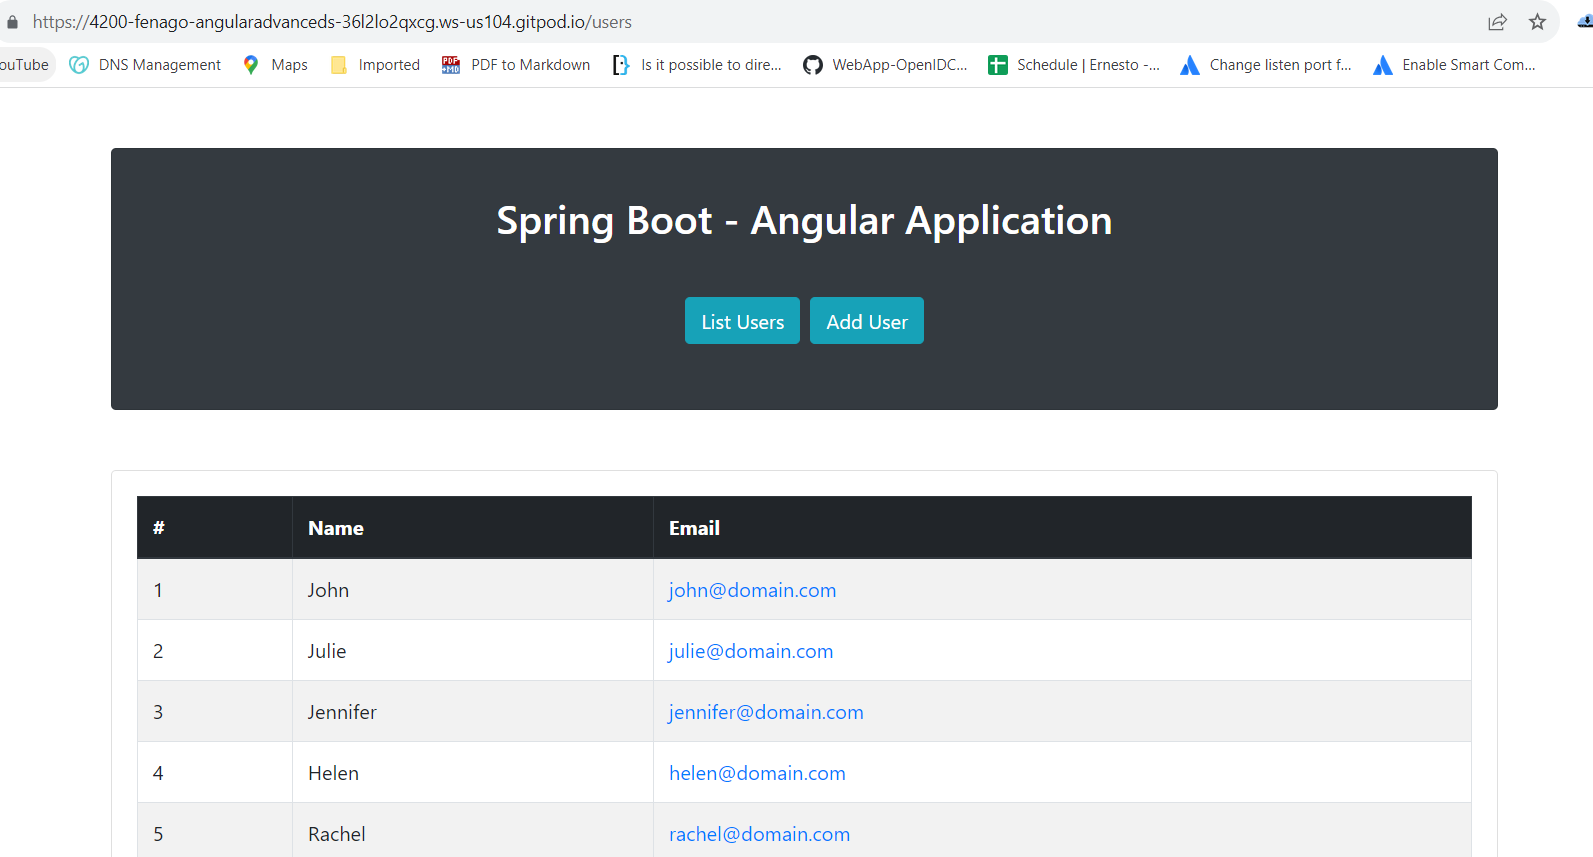 https://4200-fenago-angularadvanceds-36l2lo2qxcg.ws-us104.gitpod.io/users
ouTube DNS Management Maps Imported PDF to Markdown Is it possible to dire... WebApp-OpenIDC... Schedule | Ernesto -... Change listen port f... Enable Smart Com...
Spring Boot - Angular Application
List Users Add User
# Name Email
1 John john@domain.com
2 Julie julie@domain.com
3 Jennifer jennifer@domain.com
4 Helen helen@domain.com
5 Rachel rachel@domain.com